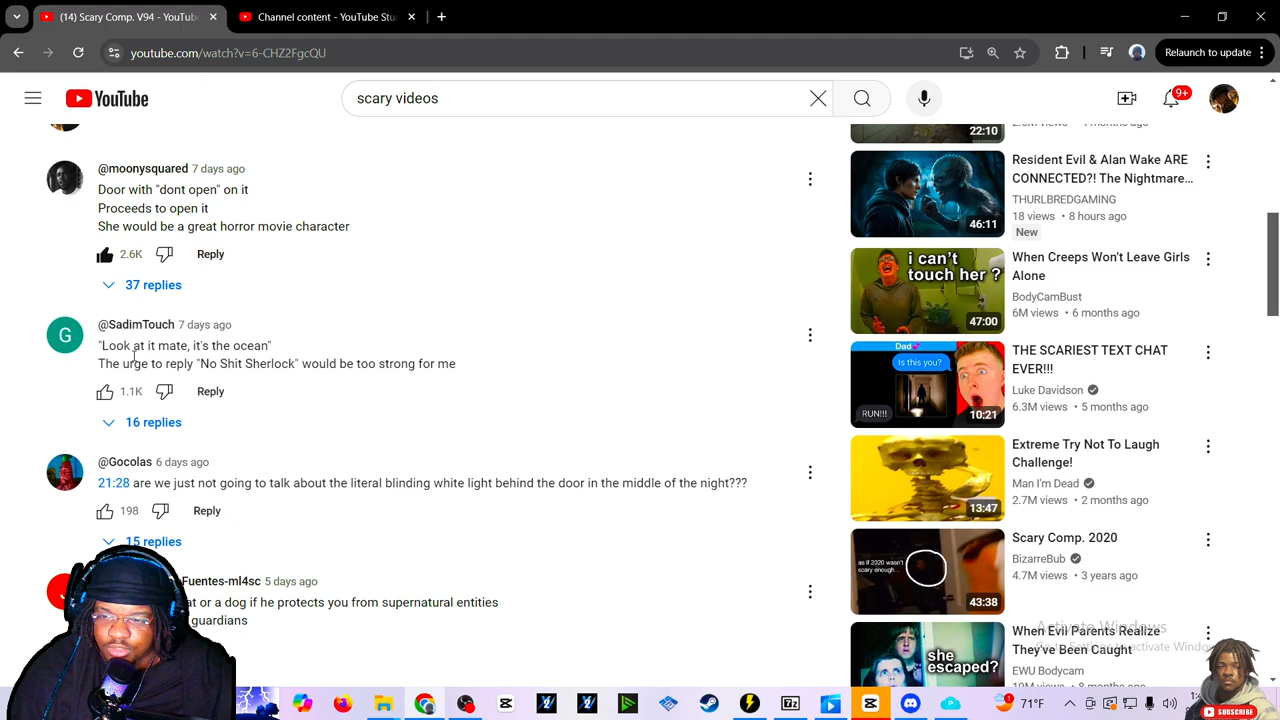 (14) Scary Comp. V94 - YouTub
Channel content - YouTube Stu
youtube.com/watch?v=6-CHZ2FgcQU
Relaunch to update
YouTube
scary videos
9+
22:10
@moonysquared 7 days ago
Door with "dont open" on it
Proceeds to open it
She would be a great horror movie character
2.6K
Reply
37 replies
G
@SadimTouch 7 days ago
"Look at it mate, it's the ocean"
The urge to reply "No Shit Sherlock" would be too strong for me
1.1K
Reply
16 replies
@Gocolas 6 days ago
21:28 are we just not going to talk about the literal blinding white light behind the door in the middle of the night???
198
Reply
15 replies
Fuentes-ml4sc 5 days ago
at or a dog if he protects you from supernatural entities
guardians
Resident Evil & Alan Wake ARE
CONNECTED?! The Nightmare...
THURLBREDGAMING
18 views • 8 hours ago
New
46:11
i can't
touch her ?
47:00
When Creeps Won't Leave Girls
Alone
BodyCamBust
6M views • 6 months ago
Dad
Is this you?
RUN!!!
10:21
THE SCARIEST TEXT CHAT
EVER!!!
Luke Davidson
6.3M views • 5 months ago
13:47
Extreme Try Not To Laugh
Challenge!
Man I'm Dead
2.7M views • 2 months ago
as if 2020 wasn't
scary enough...
43:38
Scary Comp. 2020
BizarreBub
4.7M views • 3 years ago
she
escaped?
When Evil Parents Realize
They've Been Caught
EWU Bodycam
Activate Windows
71°F
SUBSCRIBE